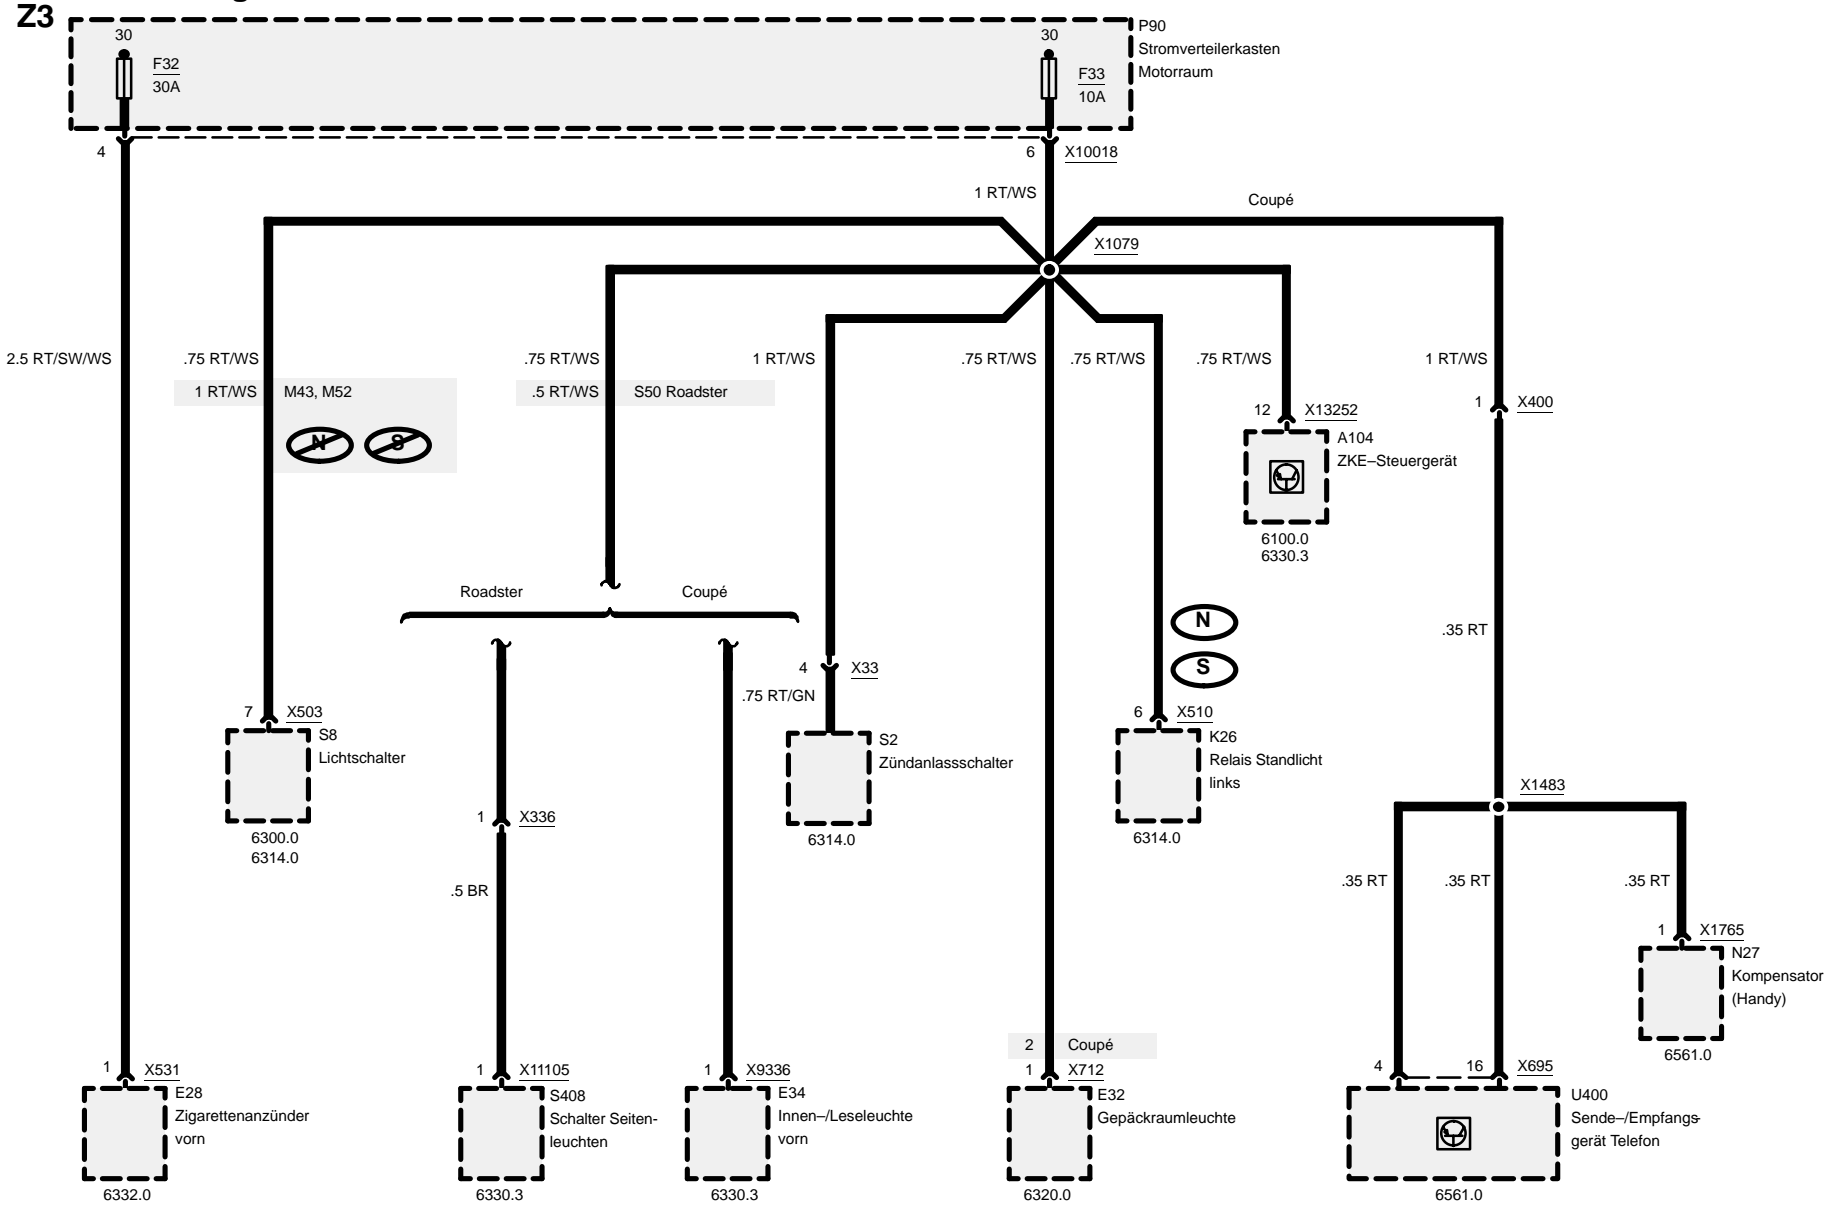 Z3
30
F32
30A
30
F33
10A
P90
Stromverteilerkasten
Motorraum
4
6
X10018
1 RT/WS
Coupé
X1079
2.5 RT/SW/WS
.75 RT/WS
.75 RT/WS
1 RT/WS
.75 RT/WS
.75 RT/WS
.75 RT/WS
1 RT/WS
1 RT/WS
M43, M52
.5 RT/WS
S50 Roadster
1
X400
12
X13252
N
S
A104
ZKE–Steuergerät
6100.0
6330.3
Roadster
Coupé
N
S
.35 RT
4
X33
.75 RT/GN
7
X503
S8
Lichtschalter
6300.0
6314.0
S2
Zündanlassschalter
6314.0
6
X510
K26
Relais Standlicht
links
6314.0
X1483
1
X336
.5 BR
.35 RT
.35 RT
.35 RT
1
X1765
N27
Kompensator
(Handy)
6561.0
2
Coupé
1
X531
E28
Zigarettenanzünder
vorn
6332.0
1
X11105
S408
Schalter Seiten-
leuchten
6330.3
1
X9336
E34
Innen–/Leseleuchte
vorn
6330.3
1
X712
E32
Gepäckraumleuchte
6320.0
4
16
X695
U400
Sende–/Empfangs-
gerät Telefon
6561.0